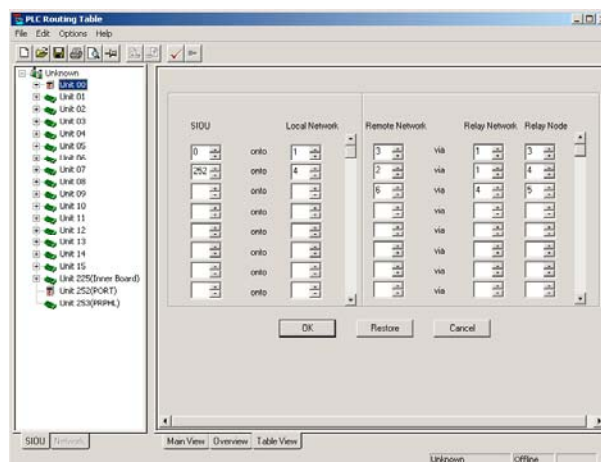 PLC Routing Table
File Edit Options Help
Unknown
Unit 00
Unit 01
Unit 02
Unit 03
Unit 04
Unit 05
Unit 06
Unit 07
Unit 08
Unit 09
Unit 10
Unit 11
Unit 12
Unit 13
Unit 14
Unit 15
Unit 225(Inner Board)
Unit 252(PORT)
Unit 253(PRPHL)
SIOU Network
SIOU Local Network Remote Network Relay Network Relay Node
0 onto 1 3 via 1 3
252 onto 4 2 via 1 4
onto 6 via 4 5
onto via
onto via
onto via
onto via
onto via
OK Restore Cancel
Main View Overview Table View
Unknown Offline